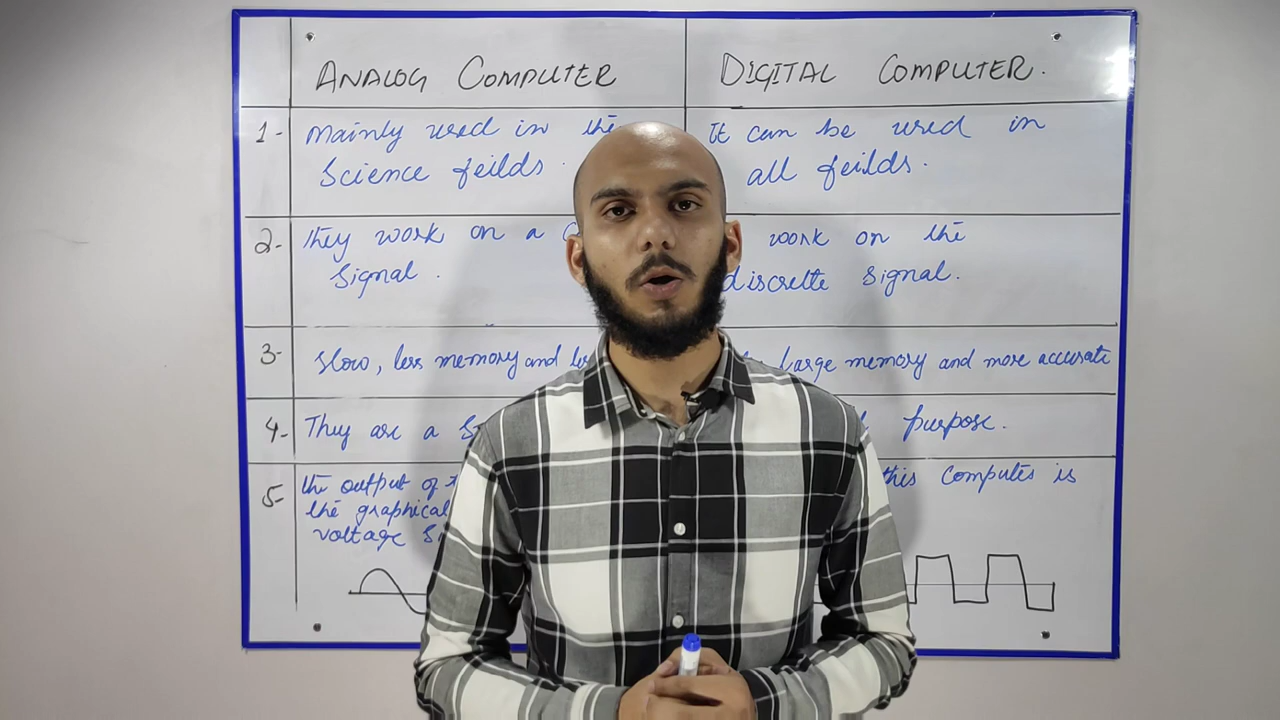 ANALOG COMPUTER
DIGITAL COMPUTER.
1- Mainly used in the
Science feilds.
It can be used in
all feilds.
2- they work on a
Signal.
work on the
discrette signal.
3- Slow, less memory and
large memory and more accurate
4- They are a
purpose.
5- the output of
the graphical
voltage
this computes is